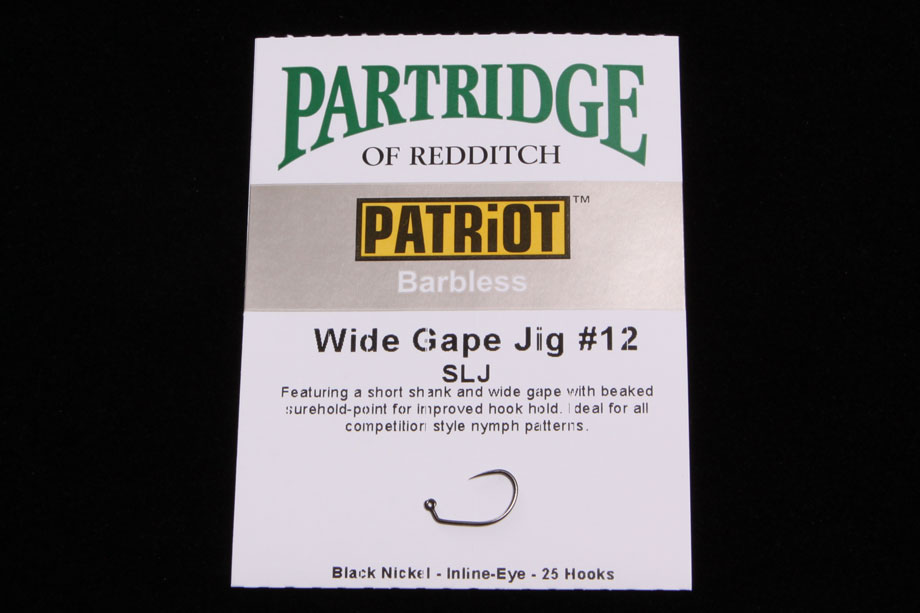 PARTRIDGE
OF REDDITCH
PATRiOT™
Barbless
Wide Gape Jig #12
SLJ
Featuring a short shank and wide gape with beaked
surehold-point for improved hook hold. Ideal for all
competition style nymph patterns.
Black Nickel - Inline-Eye - 25 Hooks